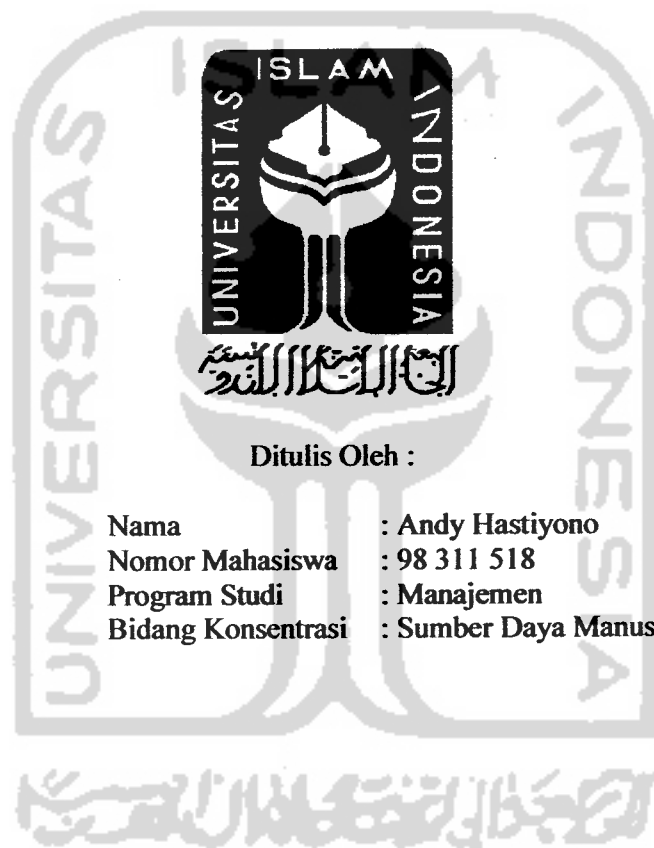 ISLAM
UNIVERSITAS
INDONESIA
Ditulis Oleh :
Nama : Andy Hastiyono
Nomor Mahasiswa : 98 311 518
Program Studi : Manajemen
Bidang Konsentrasi : Sumber Daya Manus